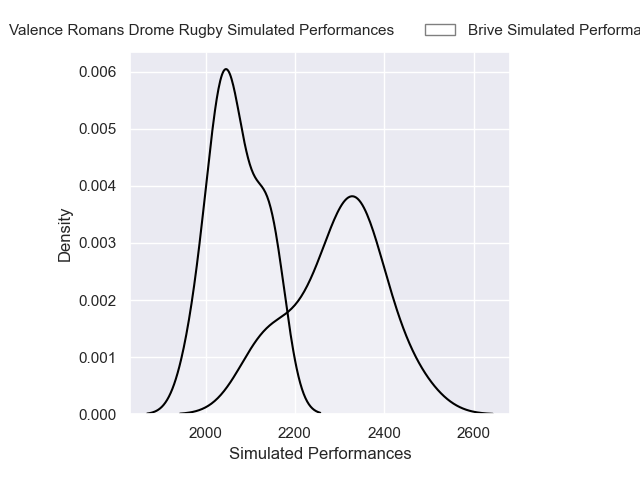 Valence Romans Drome Rugby Simulated Performances
Brive Simulated Performa
0.006
0.005
0.004
0.003
0.002
0.001
0.000
Density
2000
2200
2400
2600
Simulated Performances